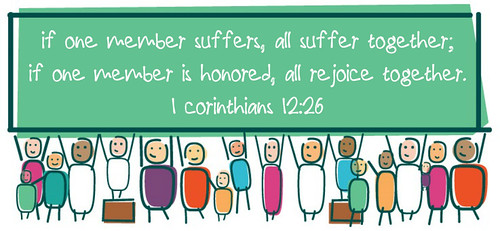 if one member suffers, all suffer together;
if one member is honored, all rejoice together.
1 corinthians 12:26